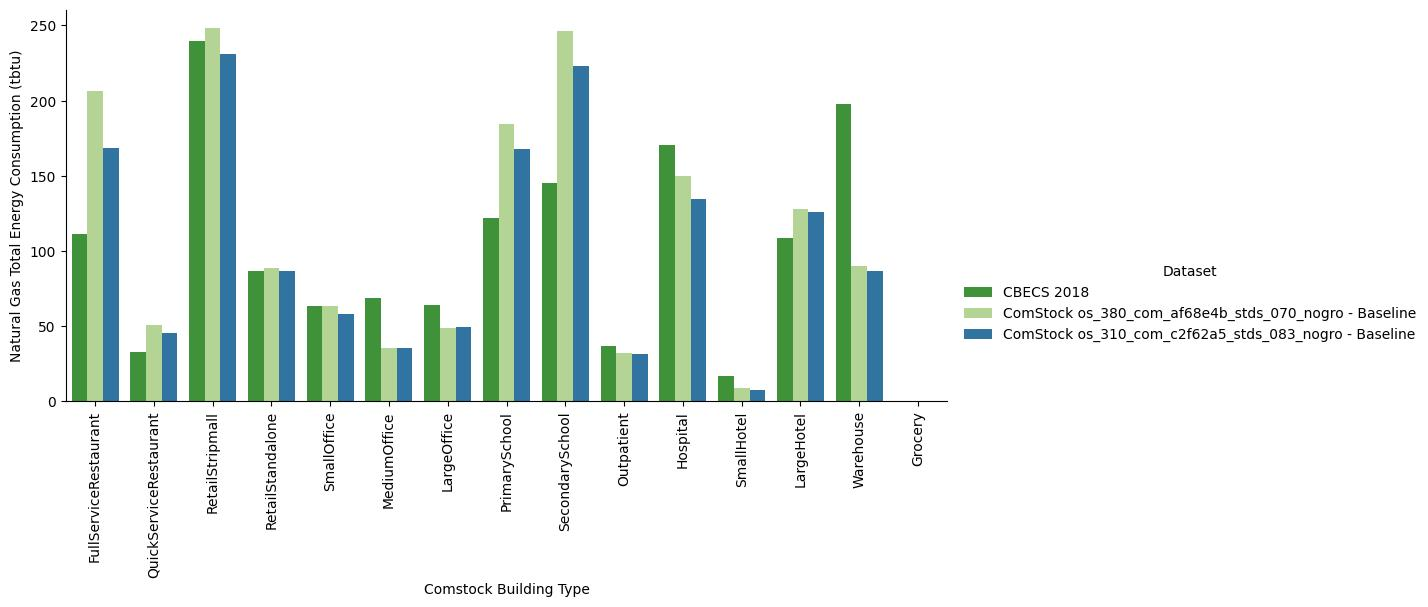 250
200
150
100
50
0
Natural Gas Total Energy Consumption (tbtu)
FullServiceRestaurant
QuickServiceRestaurant
RetailStripmall
RetailStandalone
SmallOffice
MediumOffice
LargeOffice
PrimarySchool
SecondarySchool
Outpatient
Hospital
SmallHotel
LargeHotel
Warehouse
Grocery
Comstock Building Type
Dataset
CBECS 2018
ComStock os_380_com_af68e4b_stds_070_nogro - Baseline
ComStock os_310_com_c2f62a5_stds_083_nogro - Baseline